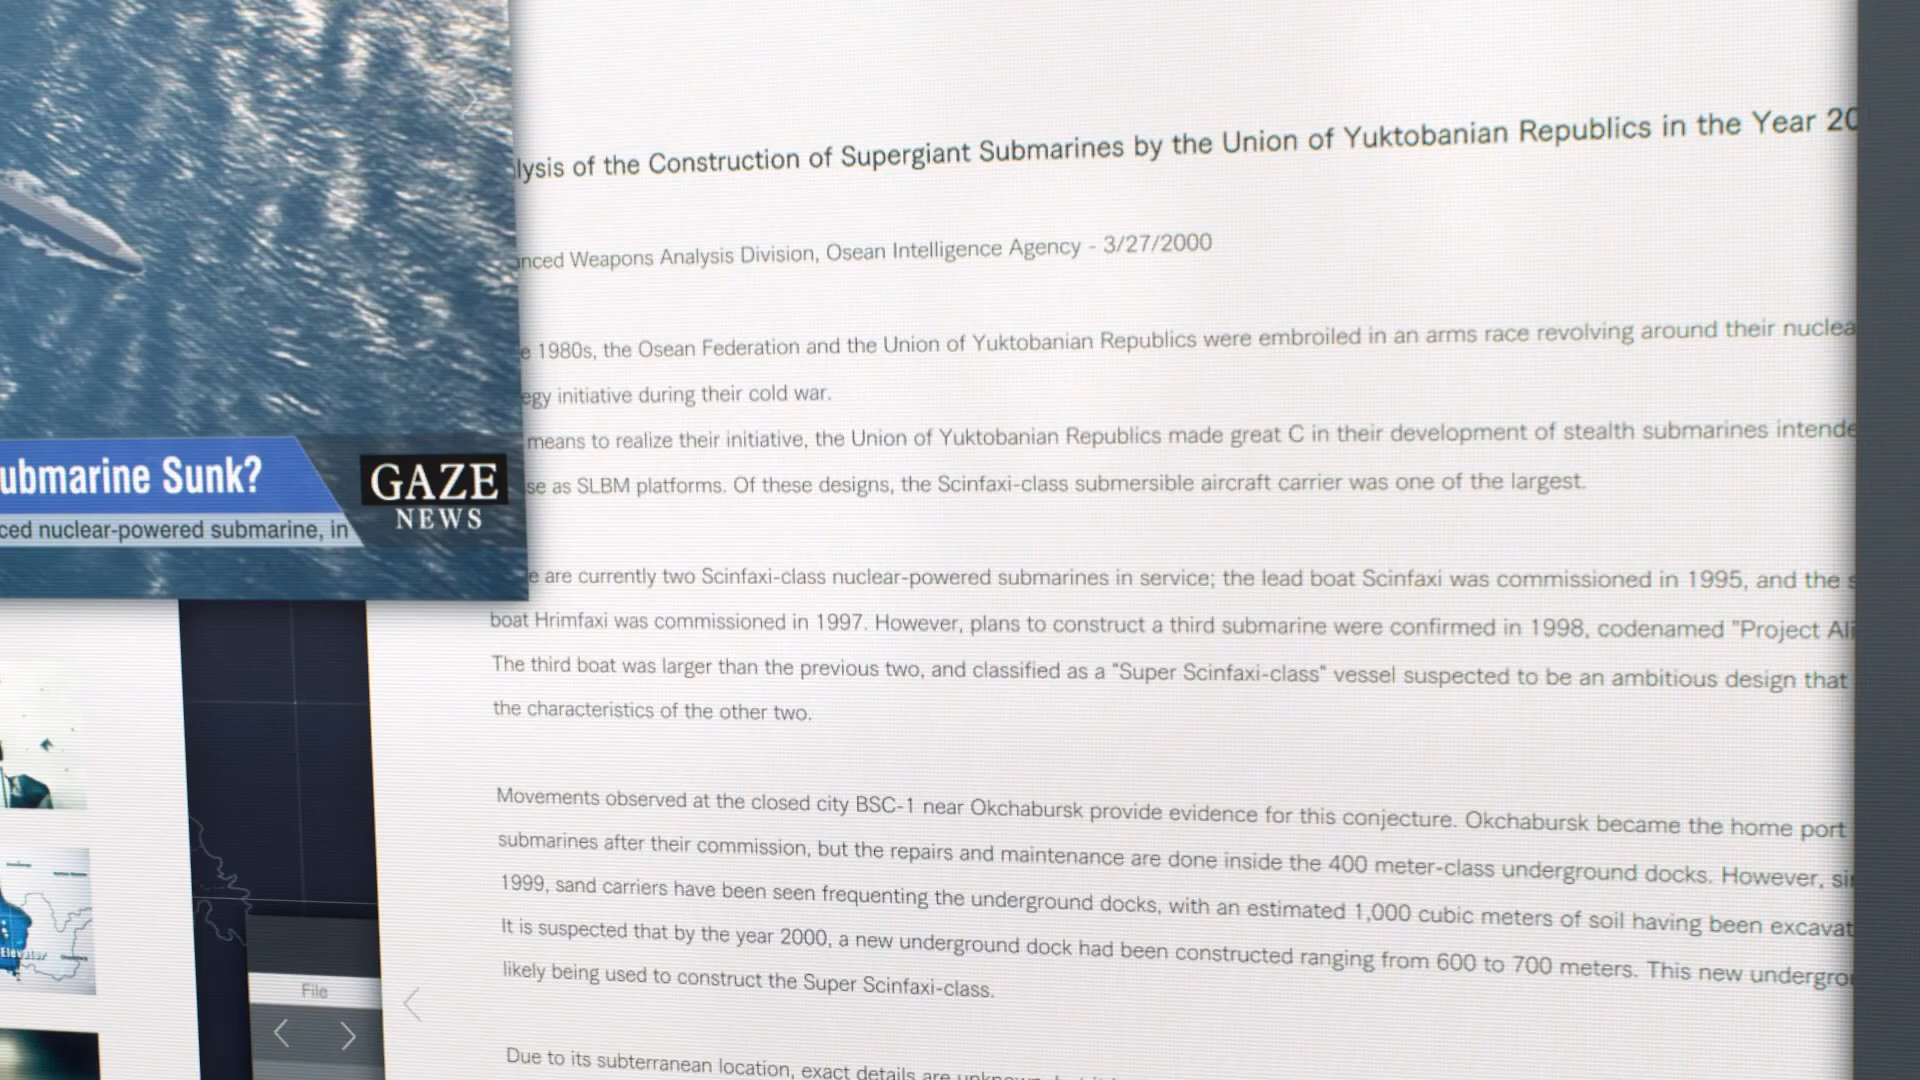 lysis of the Construction of Supergiant Submarines by the Union of Yuktobanian Republics in the Year 20
nced Weapons Analysis Division, Osean Intelligence Agency - 3/27/2000
e 1980s, the Osean Federation and the Union of Yuktobanian Republics were embroiled in an arms race revolving around their nuclea
egy initiative during their cold war.
means to realize their initiative, the Union of Yuktobanian Republics made great C in their development of stealth submarines intende
se as SLBM platforms. Of these designs, the Scinfaxi-class submersible aircraft carrier was one of the largest.
ubmarine Sunk?
GAZE
NEWS
ced nuclear-powered submarine, in
e are currently two Scinfaxi-class nuclear-powered submarines in service; the lead boat Scinfaxi was commissioned in 1995, and the s
boat Hrimfaxi was commissioned in 1997. However, plans to construct a third submarine were confirmed in 1998, codenamed "Project Ali
The third boat was larger than the previous two, and classified as a "Super Scinfaxi-class" vessel suspected to be an ambitious design that
the characteristics of the other two.
Movements observed at the closed city BSC-1 near Okchabursk provide evidence for this conjecture. Okchabursk became the home port
submarines after their commission, but the repairs and maintenance are done inside the 400 meter-class underground docks. However, si
1999, sand carriers have been seen frequenting the underground docks, with an estimated 1,000 cubic meters of soil having been excavat
It is suspected that by the year 2000, a new underground dock had been constructed ranging from 600 to 700 meters. This new undergro
likely being used to construct the Super Scinfaxi-class.
Due to its subterranean location, exact details are
Elevator
File